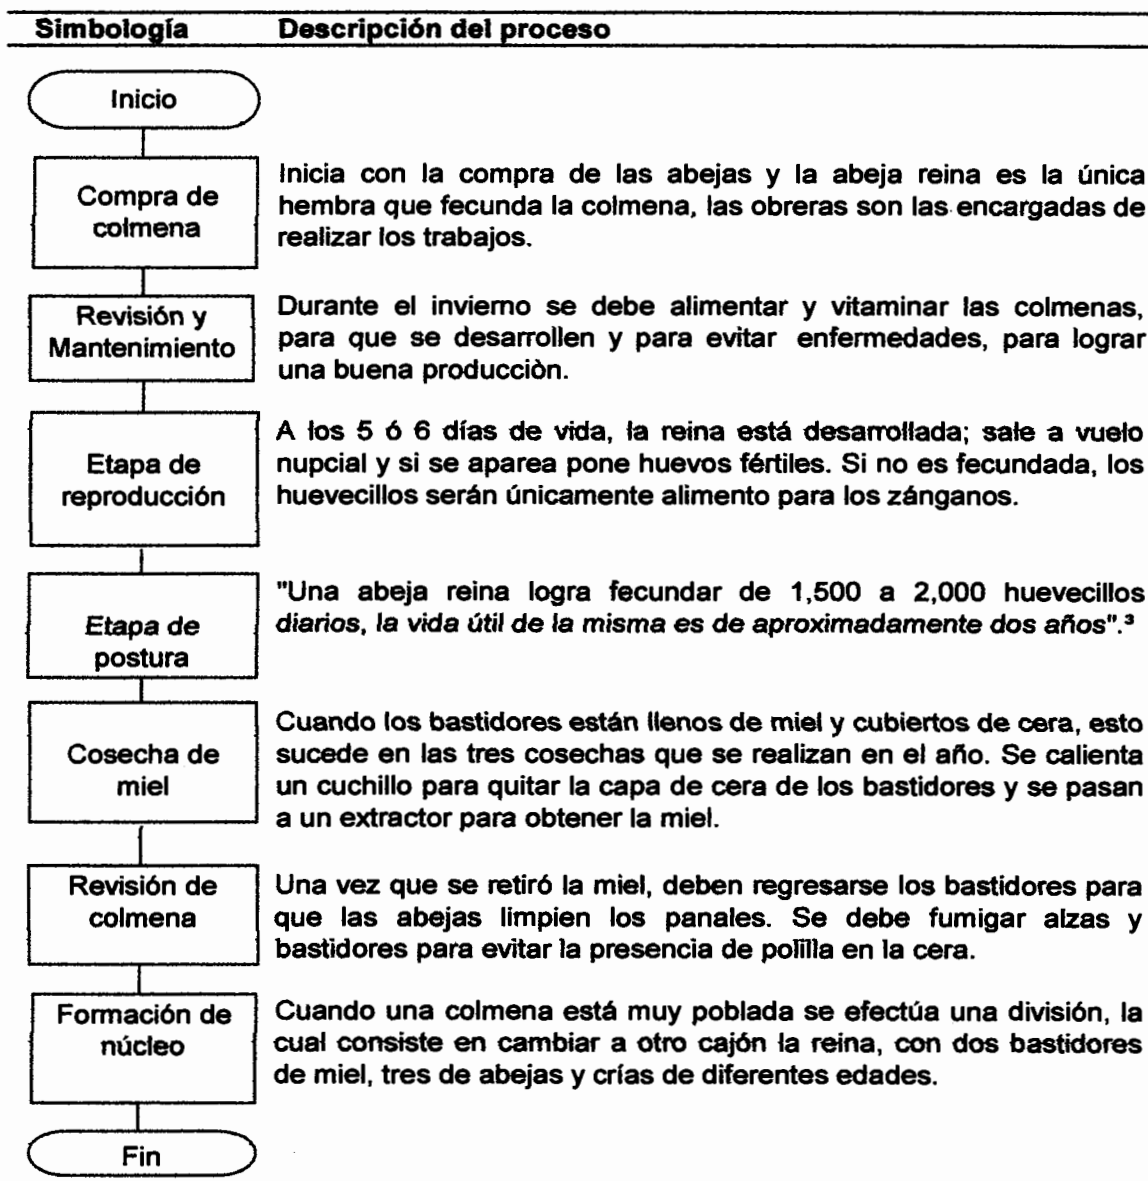 Simbología Descripción del proceso
Inicio
Compra de
colmena
Inicia con la compra de las abejas y la abeja reina es la única
hembra que fecunda la colmena, las obreras son las encargadas de
realizar los trabajos.
Revisión y
Mantenimiento
Durante el invierno se debe alimentar y vitaminar las colmenas,
para que se desarrollen y para evitar enfermedades, para lograr
una buena producciòn.
Etapa de
reproducción
A los 5 ó 6 días de vida, la reina está desarrollada; sale a vuelo
nupcial y si se aparea pone huevos fértiles. Si no es fecundada, los
huevecillos serán únicamente alimento para los zánganos.
Etapa de
postura
"Una abeja reina logra fecundar de 1,500 a 2,000 huevecillos
diarios, la vida útil de la misma es de aproximadamente dos años".³
Cosecha de
miel
Cuando los bastidores están llenos de miel y cubiertos de cera, esto
sucede en las tres cosechas que se realizan en el año. Se calienta
un cuchillo para quitar la capa de cera de los bastidores y se pasan
a un extractor para obtener la miel.
Revisión de
colmena
Una vez que se retiró la miel, deben regresarse los bastidores para
que las abejas limpien los panales. Se debe fumigar alzas y
bastidores para evitar la presencia de polilla en la cera.
Formación de
núcleo
Cuando una colmena está muy poblada se efectúa una división, la
cual consiste en cambiar a otro cajón la reina, con dos bastidores
de miel, tres de abejas y crías de diferentes edades.
Fin